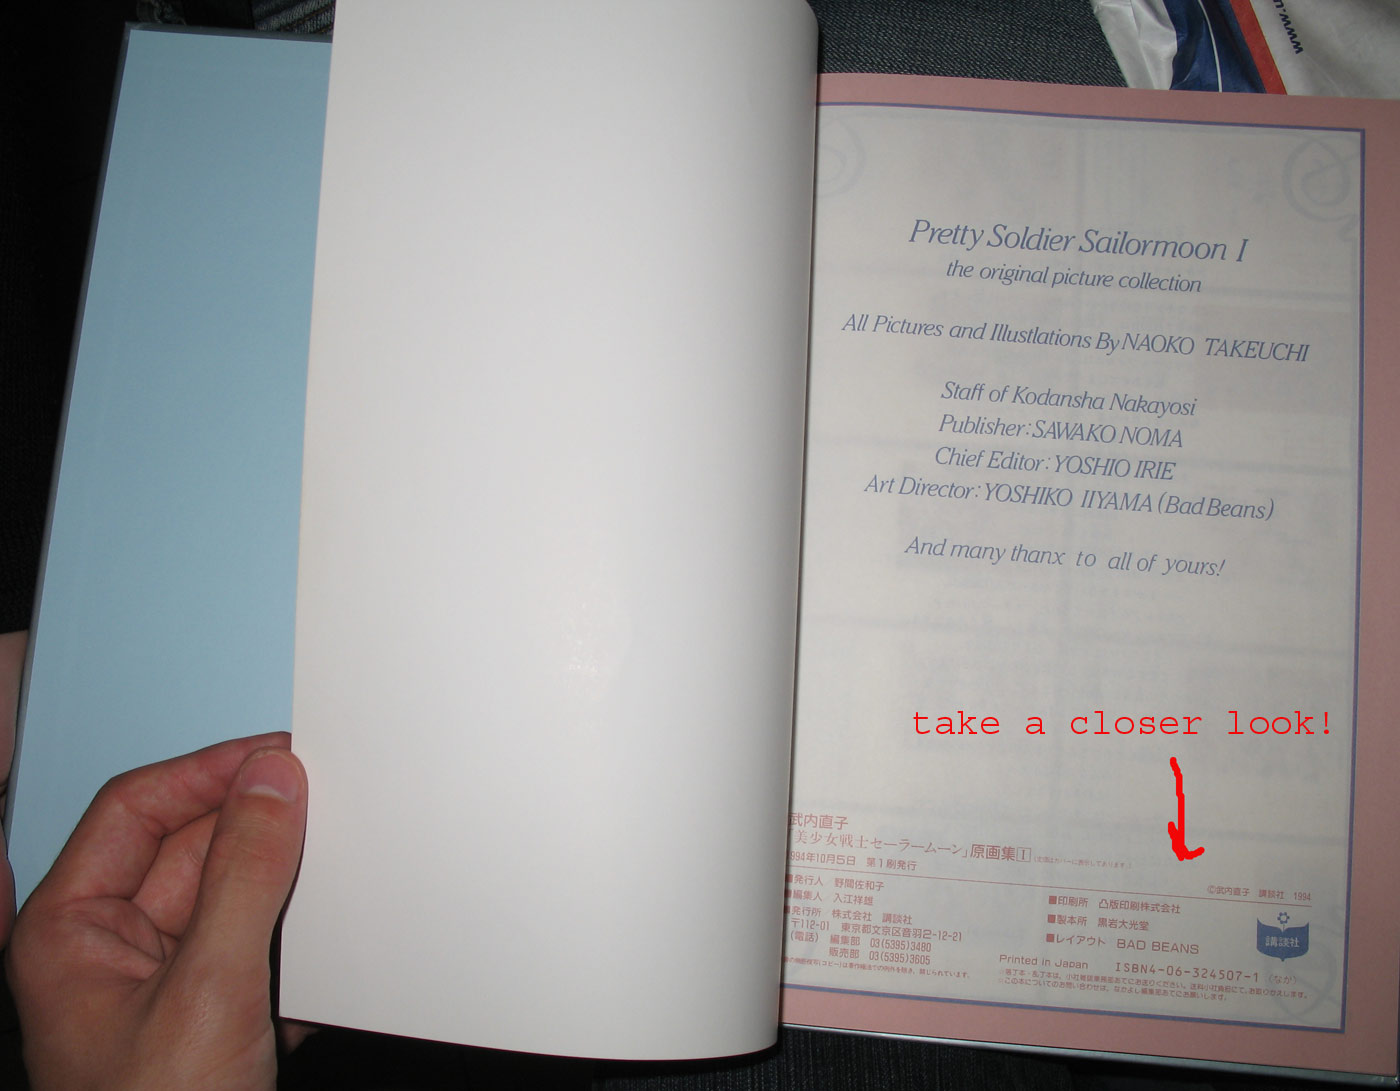 www.u
Pretty Soldier Sailormoon I
the original picture collection
All Pictures and Illustlations By NAOKO TAKEUCHI
Staff of Kodansha Nakayosi
Publisher:SAWAKO NOMA
Chief Editor:YOSHIO IRIE
Art Director:YOSHIKO IIYAMA (Bad Beans)
And many thanx to all of yours!
take a closer look!
武内直子
「美少女戦士セーラームーン」原画集I
1994年10月5日 第1刷発行
©武内直子 講談社 1994
■発行人 野間佐和子
■編集人 入江祥雄
■発行所 株式会社 講談社
〒112-01 東京都文京区音羽2-12-21
(電話) 編集部 03(5395)3480
販売部 03(5395)3605
■印刷所 凸版印刷株式会社
■製本所 黒岩大光堂
■レイアウト BAD BEANS
講談社
Printed in Japan ISBN4-06-324507-1 (なか)